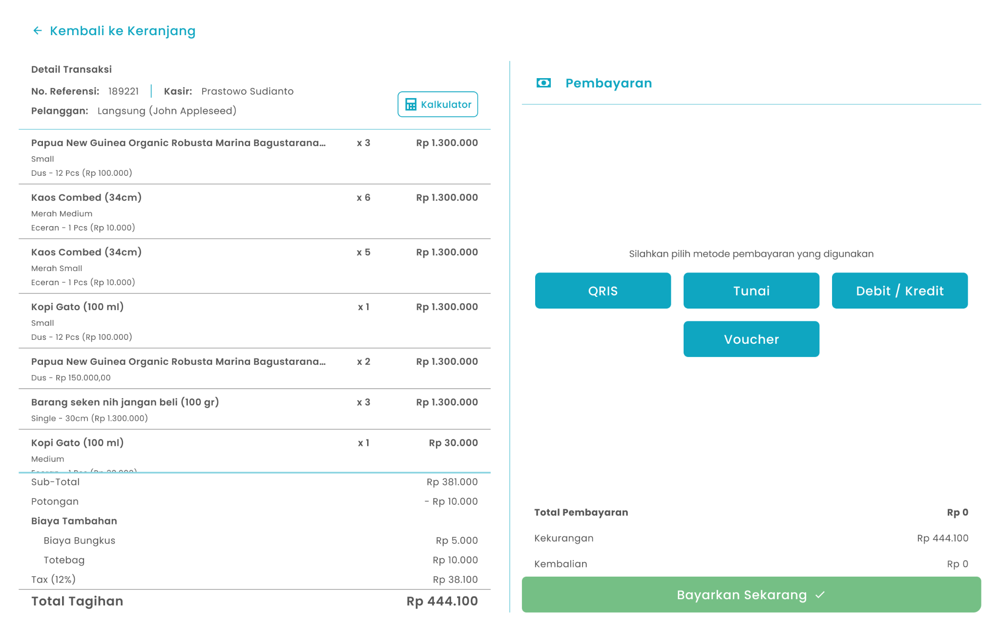 Kembali ke Keranjang
Detail Transaksi
No. Referensi: 189221 Kasir: Prastowo Sudianto
Pelanggan: Langsung (John Appleseed)
Kalkulator
Papua New Guinea Organic Robusta Marina Bagustarana... x 3 Rp 1.300.000
Small
Dus - 12 Pcs (Rp 100.000)
Kaos Combed (34cm) x 6 Rp 1.300.000
Merah Medium
Eceran - 1 Pcs (Rp 10.000)
Kaos Combed (34cm) x 5 Rp 1.300.000
Merah Small
Eceran - 1 Pcs (Rp 10.000)
Kopi Gato (100 ml) x 1 Rp 1.300.000
Small
Dus - 12 Pcs (Rp 100.000)
Papua New Guinea Organic Robusta Marina Bagustarana... x 2 Rp 1.300.000
Dus - Rp 150.000,00
Barang seken nih jangan beli (100 gr) x 3 Rp 1.300.000
Single - 30cm (Rp 1.300.000)
Kopi Gato (100 ml) x 1 Rp 30.000
Medium
Sub-Total Rp 381.000
Potongan - Rp 10.000
Biaya Tambahan
Biaya Bungkus Rp 5.000
Totebag Rp 10.000
Tax (12%) Rp 38.100
Total Tagihan Rp 444.100
Pembayaran
Silahkan pilih metode pembayaran yang digunakan
QRIS
Tunai
Debit / Kredit
Voucher
Total Pembayaran Rp 0
Kekurangan Rp 444.100
Kembalian Rp 0
Bayarkan Sekarang